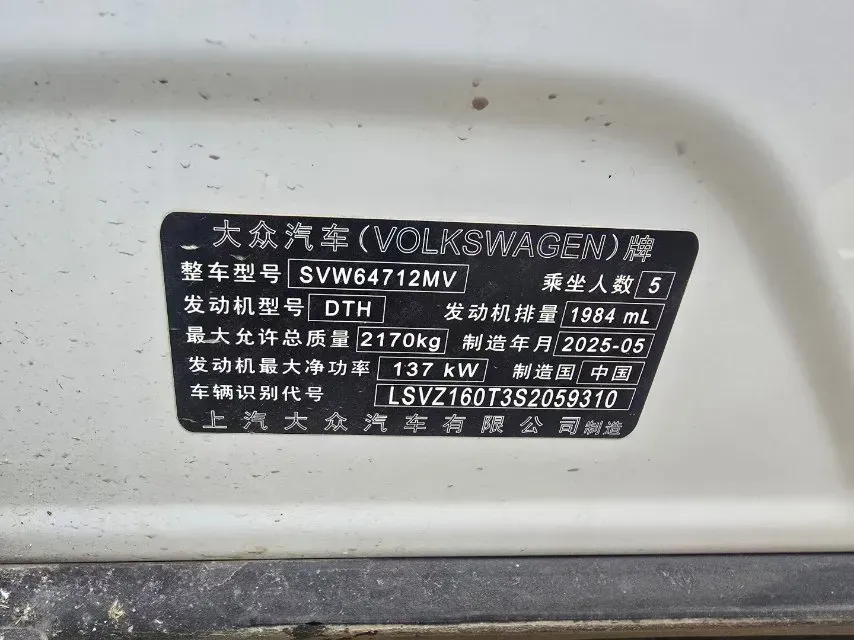 大众汽车(VOLKSWAGEN)牌
整车型号 SVW64712MV 乘坐人数 5
发动机型号 DTH 发动机排量 1984 mL
最大允许总质量 2170kg 制造年月 2025-05
发动机最大净功率 137 kW 制造国 中国
车辆识别代号 LSVZ160T3S2059310
上汽大众汽车有限公司制造